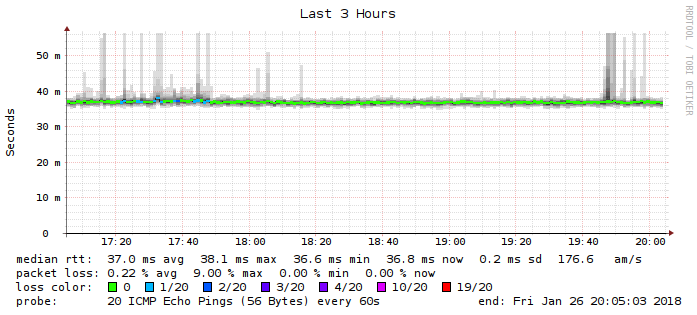 Last 3 Hours
RRDTOOL / TOBI OETIKER
Seconds
50 m
40 m
30 m
20 m
10 m
0
17:20 17:40 18:00 18:20 18:40 19:00 19:20 19:40 20:00
median rtt: 37.0 ms avg 38.1 ms max 36.6 ms min 36.8 ms now 0.2 ms sd 176.6 am/s
packet loss: 0.22 % avg 9.00 % max 0.00 % min 0.00 % now
loss color: 0 1/20 2/20 3/20 4/20 10/20 19/20
probe: 20 ICMP Echo Pings (56 Bytes) every 60s end: Fri Jan 26 20:05:03 2018